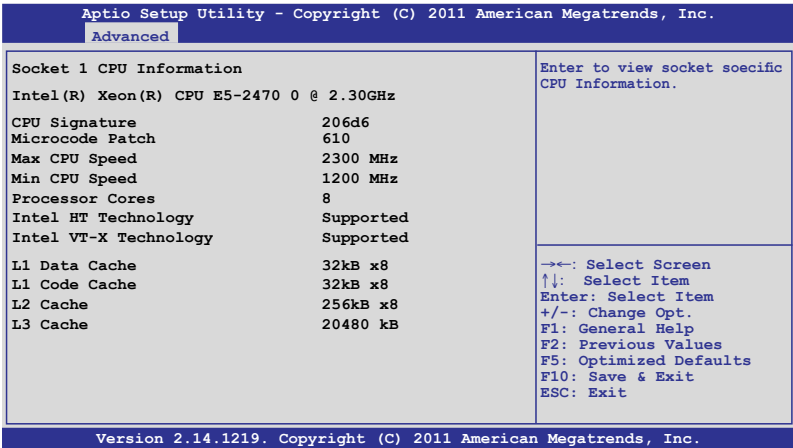 Aptio Setup Utility - Copyright (C) 2011 American Megatrends, Inc.
Advanced
Socket 1 CPU Information
Intel(R) Xeon(R) CPU E5-2470 0 @ 2.30GHz
CPU Signature 206d6
Microcode Patch 610
Max CPU Speed 2300 MHz
Min CPU Speed 1200 MHz
Processor Cores 8
Intel HT Technology Supported
Intel VT-X Technology Supported
L1 Data Cache 32kB x8
L1 Code Cache 32kB x8
L2 Cache 256kB x8
L3 Cache 20480 kB
Enter to view socket soecific
CPU Information.
→←: Select Screen
↑↓: Select Item
Enter: Select Item
+/-: Change Opt.
F1: General Help
F2: Previous Values
F5: Optimized Defaults
F10: Save & Exit
ESC: Exit
Version 2.14.1219. Copyright (C) 2011 American Megatrends, Inc.